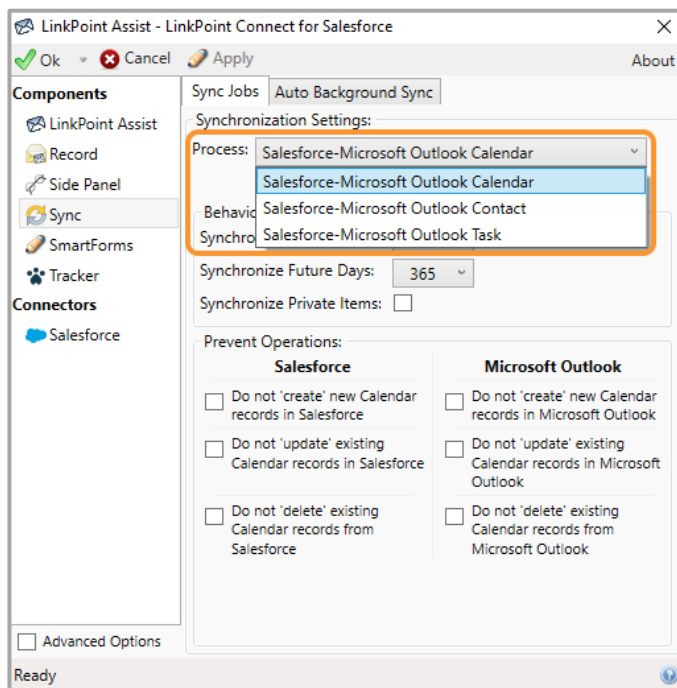 LinkPoint Assist - LinkPoint Connect for Salesforce
Ok Cancel Apply About
Components
LinkPoint Assist
Record
Side Panel
Sync
SmartForms
Tracker
Connectors
Salesforce
Advanced Options
Sync Jobs Auto Background Sync
Synchronization Settings:
Process: Salesforce-Microsoft Outlook Calendar
Salesforce-Microsoft Outlook Calendar
Salesforce-Microsoft Outlook Contact
Salesforce-Microsoft Outlook Task
Synchronize Future Days: 365
Synchronize Private Items:
Prevent Operations:
Salesforce
Do not 'create' new Calendar
records in Salesforce
Do not 'update' existing
Calendar records in Salesforce
Do not 'delete' existing
Calendar records from
Salesforce
Microsoft Outlook
Do not 'create' new Calendar
records in Microsoft Outlook
Do not 'update' existing
Calendar records in Microsoft
Outlook
Do not 'delete' existing
Calendar records from
Microsoft Outlook
Ready